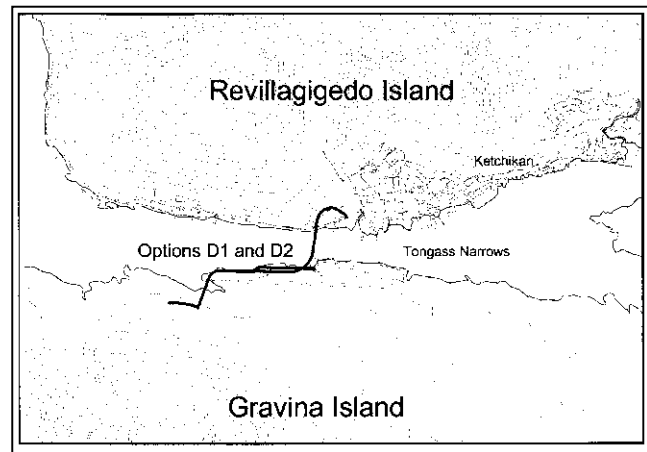 Revillagigedo Island
Ketchikan
Options D1 and D2
Tongass Narrows
Gravina Island